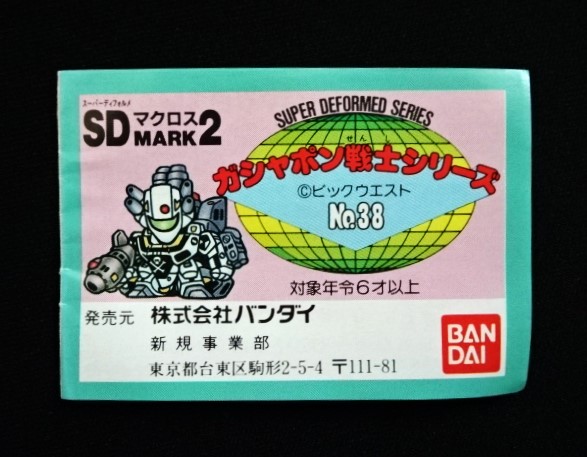 スーパーディフォルメ
SD マクロス
MARK2
SUPER DEFORMED SERIES
せんし
ガシャポン戦士シリーズ
©ビックウエスト
No.38
対象年令6才以上
発売元 株式会社バンダイ
新規事業部
東京都台東区駒形2-5-4 〒111-81
BAN
DAI